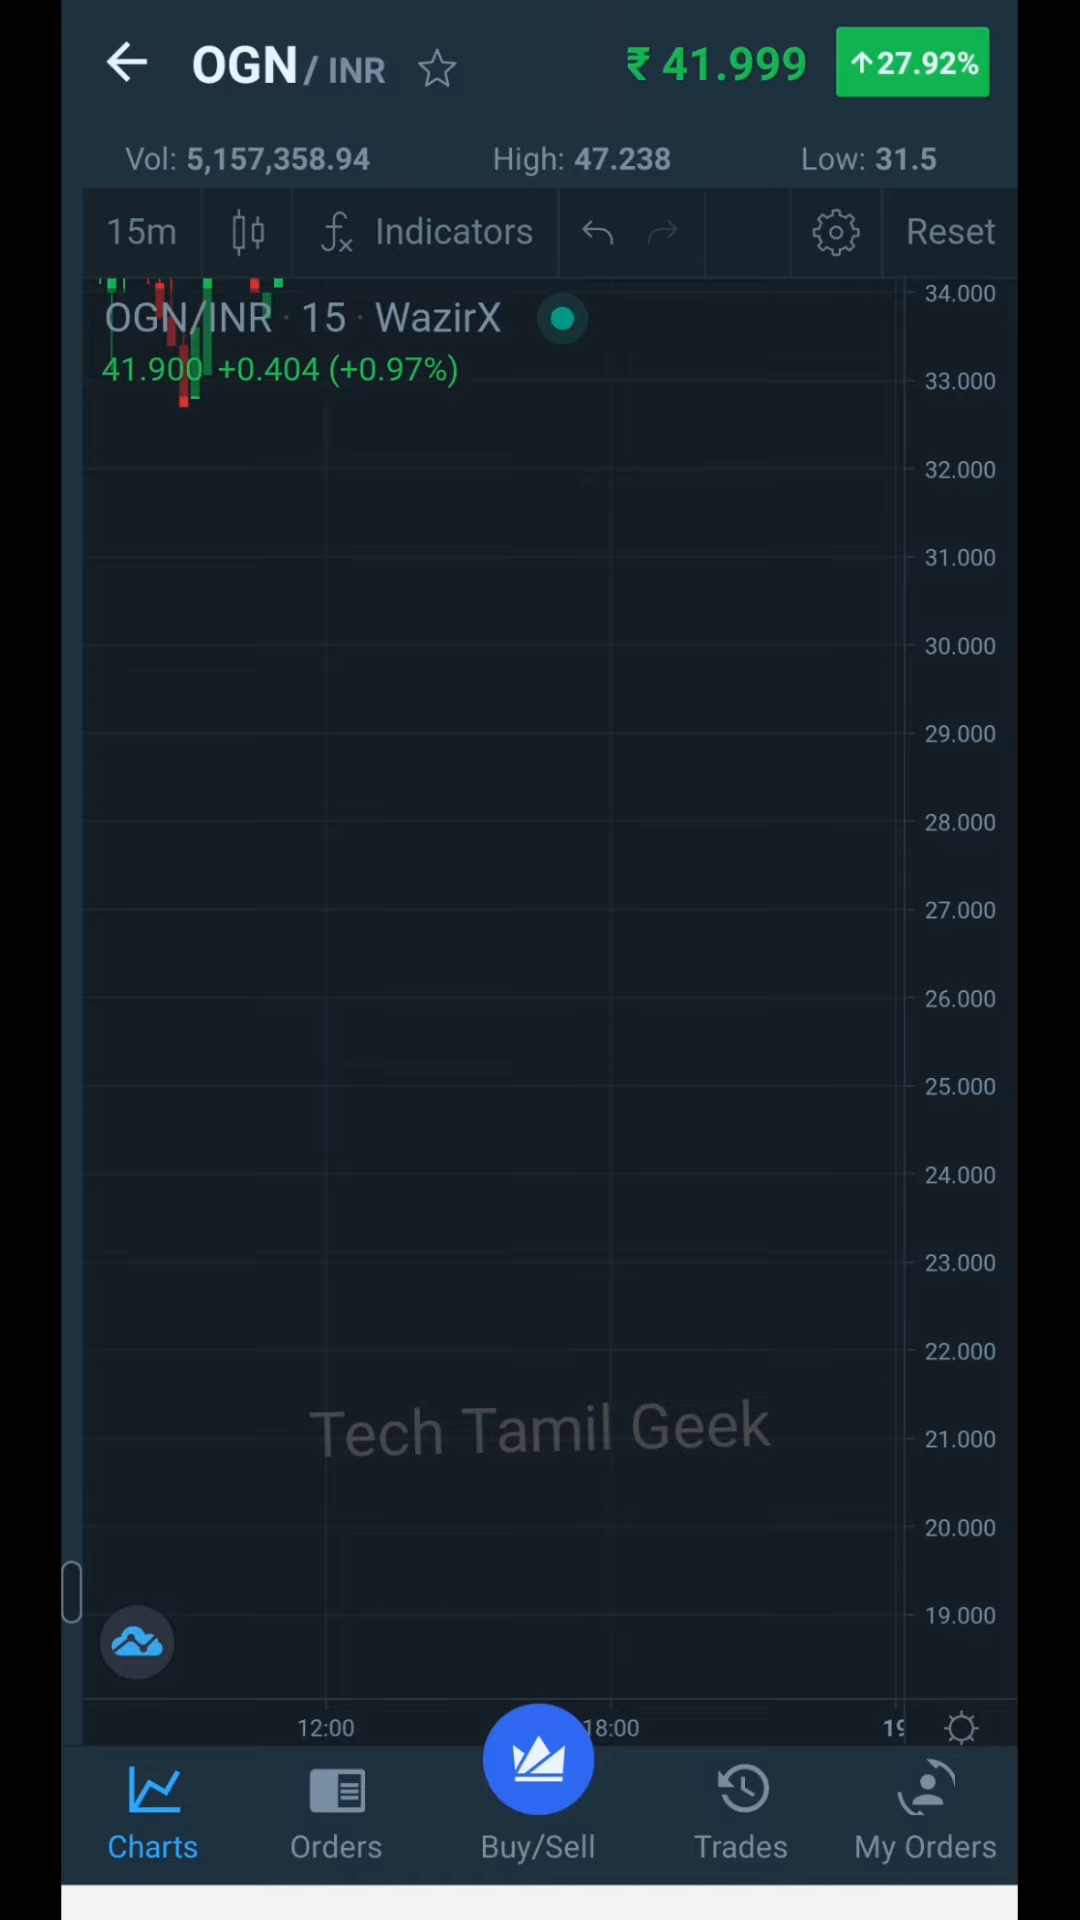 OGN / INR ₹ 41.999 ↑27.92%
Vol: 5,157,358.94 High: 47.238 Low: 31.5
15m fx Indicators Reset
OGN/INR · 15 · WazirX
41.900 +0.404 (+0.97%)
34.000
33.000
32.000
31.000
30.000
29.000
28.000
27.000
26.000
25.000
24.000
23.000
22.000
Tech Tamil Geek
21.000
20.000
19.000
12:00 18:00 19
Charts Orders Buy/Sell Trades My Orders